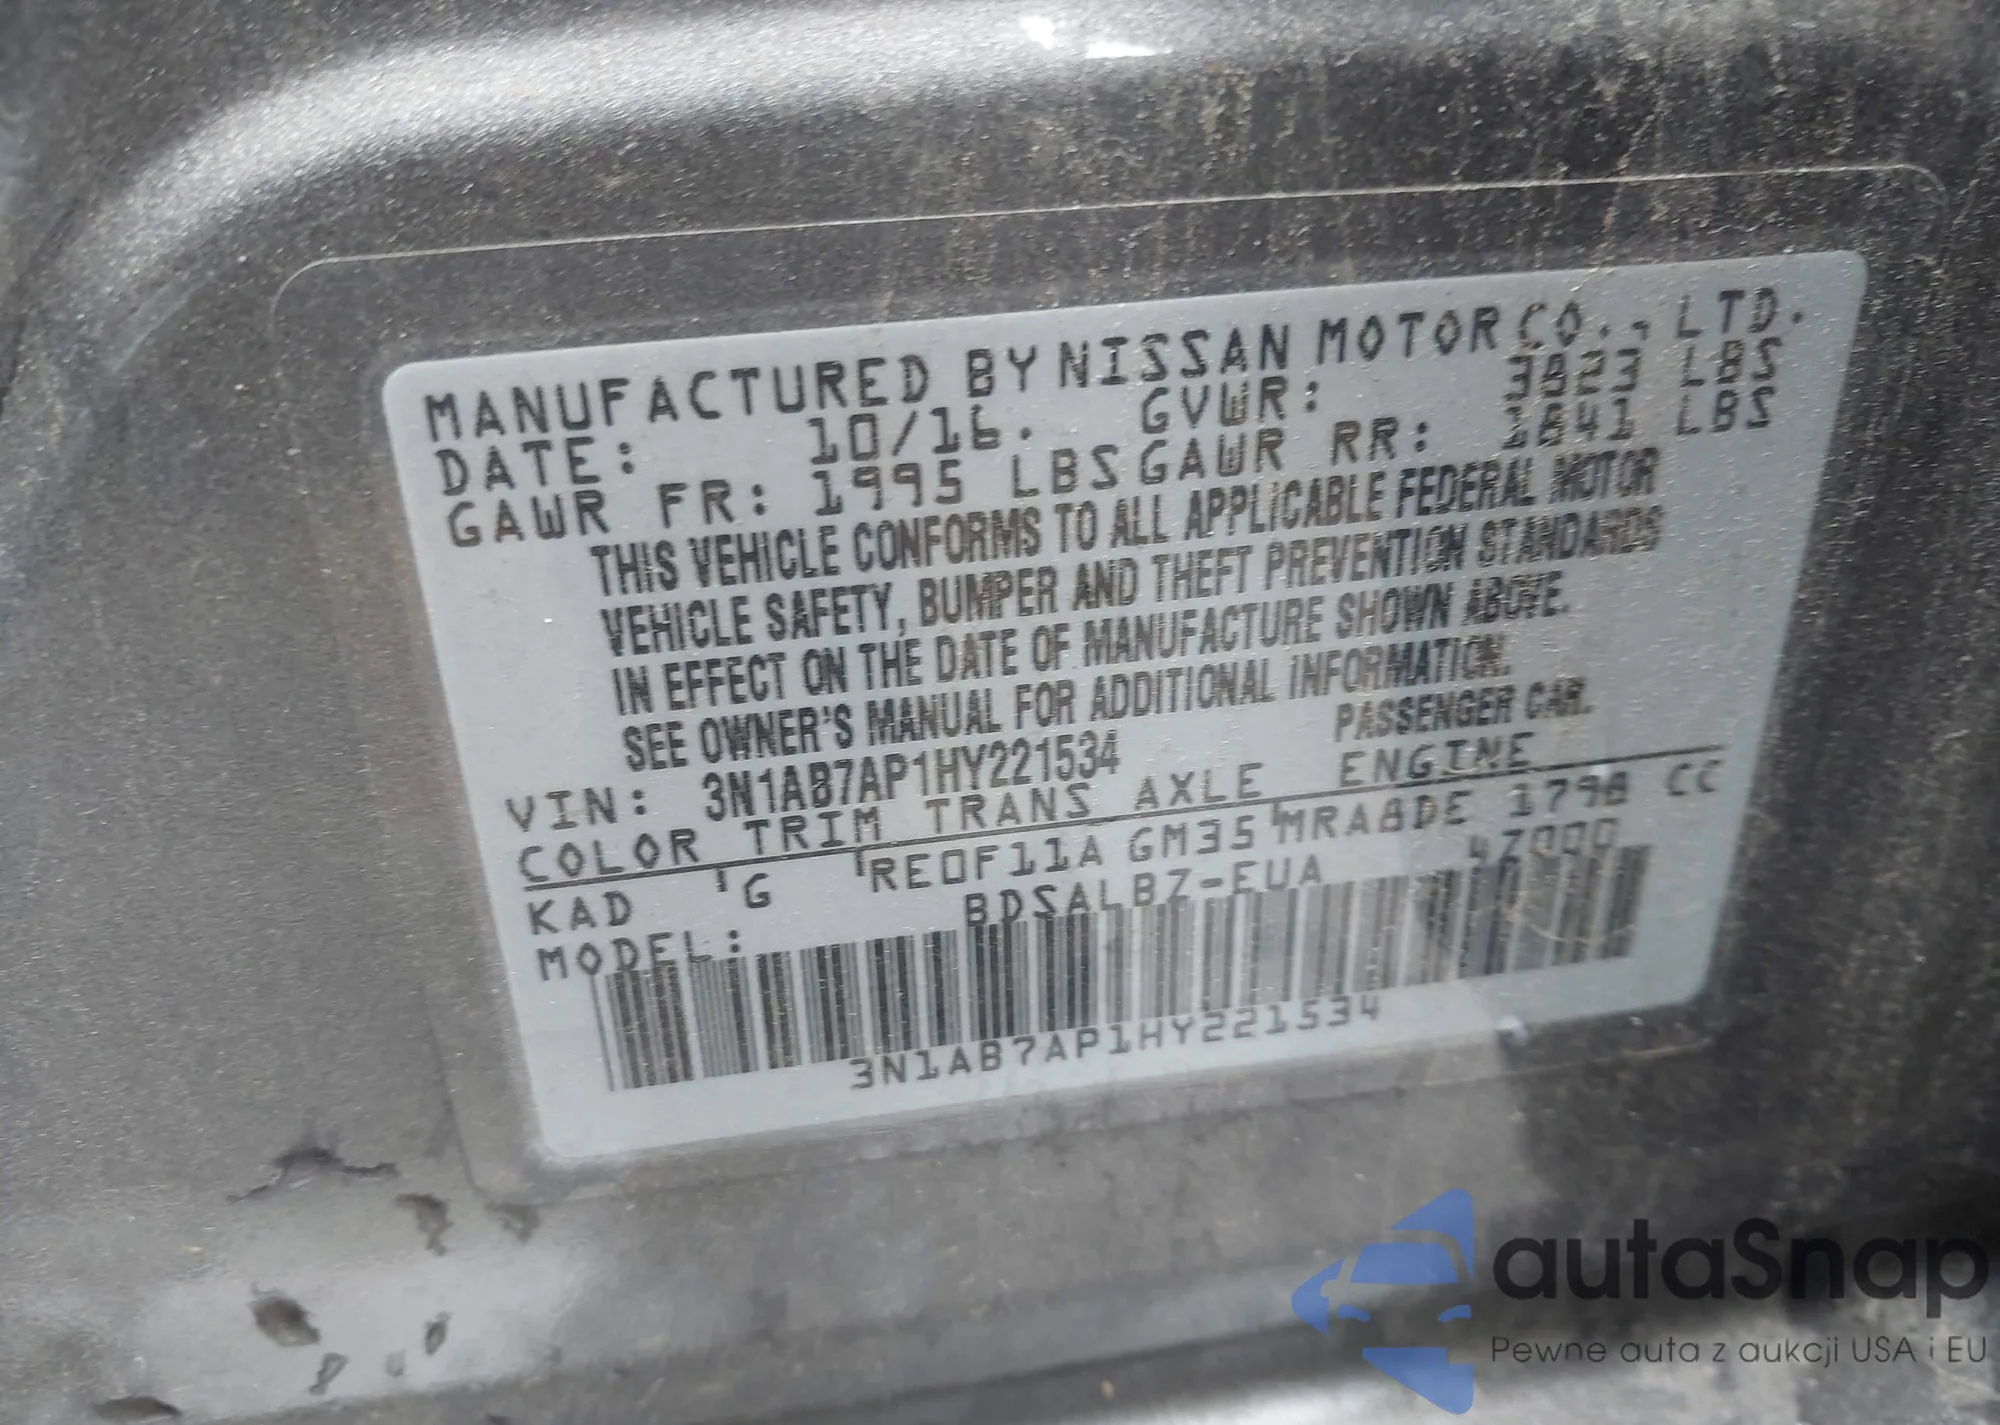 MANUFACTURED BY NISSAN MOTOR CO., LTD.
DATE: 10/16. GVWR: 3823 LBS
GAWR FR: 1995 LBS GAWR RR: 1841 LBS
THIS VEHICLE CONFORMS TO ALL APPLICABLE FEDERAL MOTOR
VEHICLE SAFETY, BUMPER AND THEFT PREVENTION STANDARDS
IN EFFECT ON THE DATE OF MANUFACTURE SHOWN ABOVE.
SEE OWNER'S MANUAL FOR ADDITIONAL INFORMATION.
VIN: 3N1AB7AP1HY221534 PASSENGER CAR.
COLOR TRIM TRANS AXLE ENGINE
KAD G RE0F11A GM35 MRA8DE 1798 CC
MODEL: BDSALBZ-EUA
3N1AB7AP1HY221534
autaSnap
Pewne auta z aukcji USA i EU